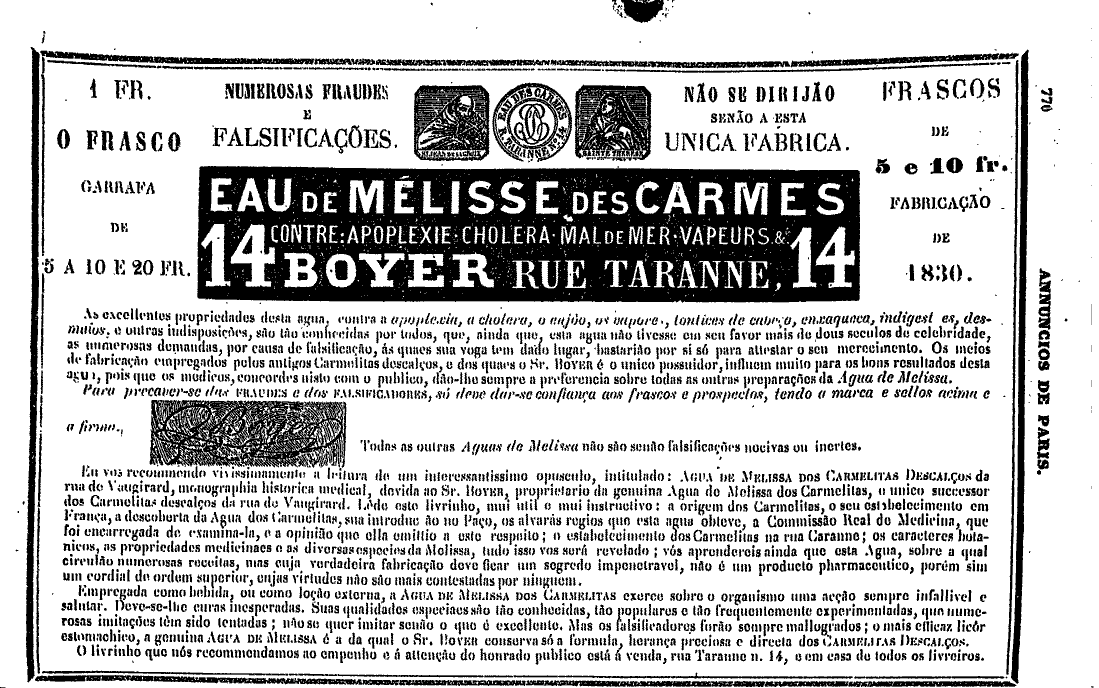 1 FR.
O FRASCO
GARRAFA
DE
5 A 10 E 20 FR.
NUMEROSAS FRAUDES
E
FALSIFICAÇÕES.
EAU DES CARMES
R. TARANNE N. 14
NÃO SE DIRIJÃO
SENÃO A ESTA
UNICA FABRICA.
FRASCOS
DE
5 e 10 fr.
FABRICAÇÃO
DE
1830.
EAU DE MÉLISSE DES CARMES
14 CONTRE: APOPLEXIE · CHOLERA · MAL DE MER · VAPEURS & 14
BOYER RUE TARANNE,
As excellentes propriedades desta agua, contra a apoplexia, a cholera, o enjôo, os vapores, tontices de cabeça, enxaqueca, indigest es, des-
maios, e outras indisposições, são tão conhecidas por todos, que, ainda que, esta agua não tivesse em seu favor mais de dous seculos de celebridade,
as numerosas demandas, por causa de falsificação, ás quaes sua voga tem dado lugar, bastarião por si só para attestar o seu merecimento. Os meios
de fabricação empregados pelos antigos Carmelitas descalços, e dos quaes o Sr. BOYER é o unico possuidor, influem muito para os bons resultados desta
agua, pois que os medicos, concordes nisto com o publico, dão-lhe sempre a preferencia sobre todas as outras preparações da Agua de Melissa.
Para precaver-se das FRAUDES e dos FALSIFICADORES, só deve dar-se confiança aos frascos e prospectos, tendo a marca e sellos acima e
a firma.,
Todas as outras Aguas de Melissa não são senão falsificações nocivas ou inertes.
Eu vos recommendo vivissimamente a leitura de um interessantissimo opusculo, intitulado: AGUA DE MELISSA DOS CARMELITAS DESCALÇOS da
rua de Vaugirard, monographia historica medical, devida ao Sr. BOYER, proprietario da genuina Agua de Melissa dos Carmelitas, o unico successor
dos Carmelitas descalços da rua de Vaugirard. Lêde este livrinho, mui util e mui instructivo: a origem dos Carmelitas, o seu estabelecimento em
França, a descoberta da Agua dos Carmelitas, sua introduc ão no Paço, os alvarás regios que esta agua obteve, a Commissão Real de Medicina, que
foi encarregada de examina-la, e a opinião que ella emittio a este respeito; o estabelecimento dos Carmelitas na rua Caranne; os caracteres bota-
nicos, as propriedades medicinaes e as diversas especies da Melissa, tudo isso vos será revelado; vós aprendereis ainda que esta Agua, sobre a qual
circulão numerosas receitas, mas cuja verdadeira fabricação deve ficar um segredo impenetravel, não é um producto pharmaceutico, porém sim
um cordial de ordem superior, cujas virtudes não são mais contestadas por ninguem.
Empregada como bebida, ou como loção externa, a AGUA DE MELISSA DOS CARMELITAS exerce sobre o organismo uma acção sempre infallivel e
salutar. Deve-se-lhe curas inesperadas. Suas qualidades especiaes são tão conhecidas, tão populares e tão frequentemente experimentadas, que nume-
rosas imitações têm sido tentadas; não se quer imitar senão o que é excellente. Mas os falsificadores forão sempre mallogrados; o mais efficaz licôr
estomachico, a genuina AGUA DE MELISSA é a da qual o Sr. BOYER conserva só a formula, herança preciosa e directa dos CARMELITAS DESCALÇOS.
O livrinho que nós recommendamos ao empenho e á attenção do honrado publico está á venda, rua Taranne n. 14, e em casa de todos os livreiros.
770
ANNUNCIOS DE PARIS.